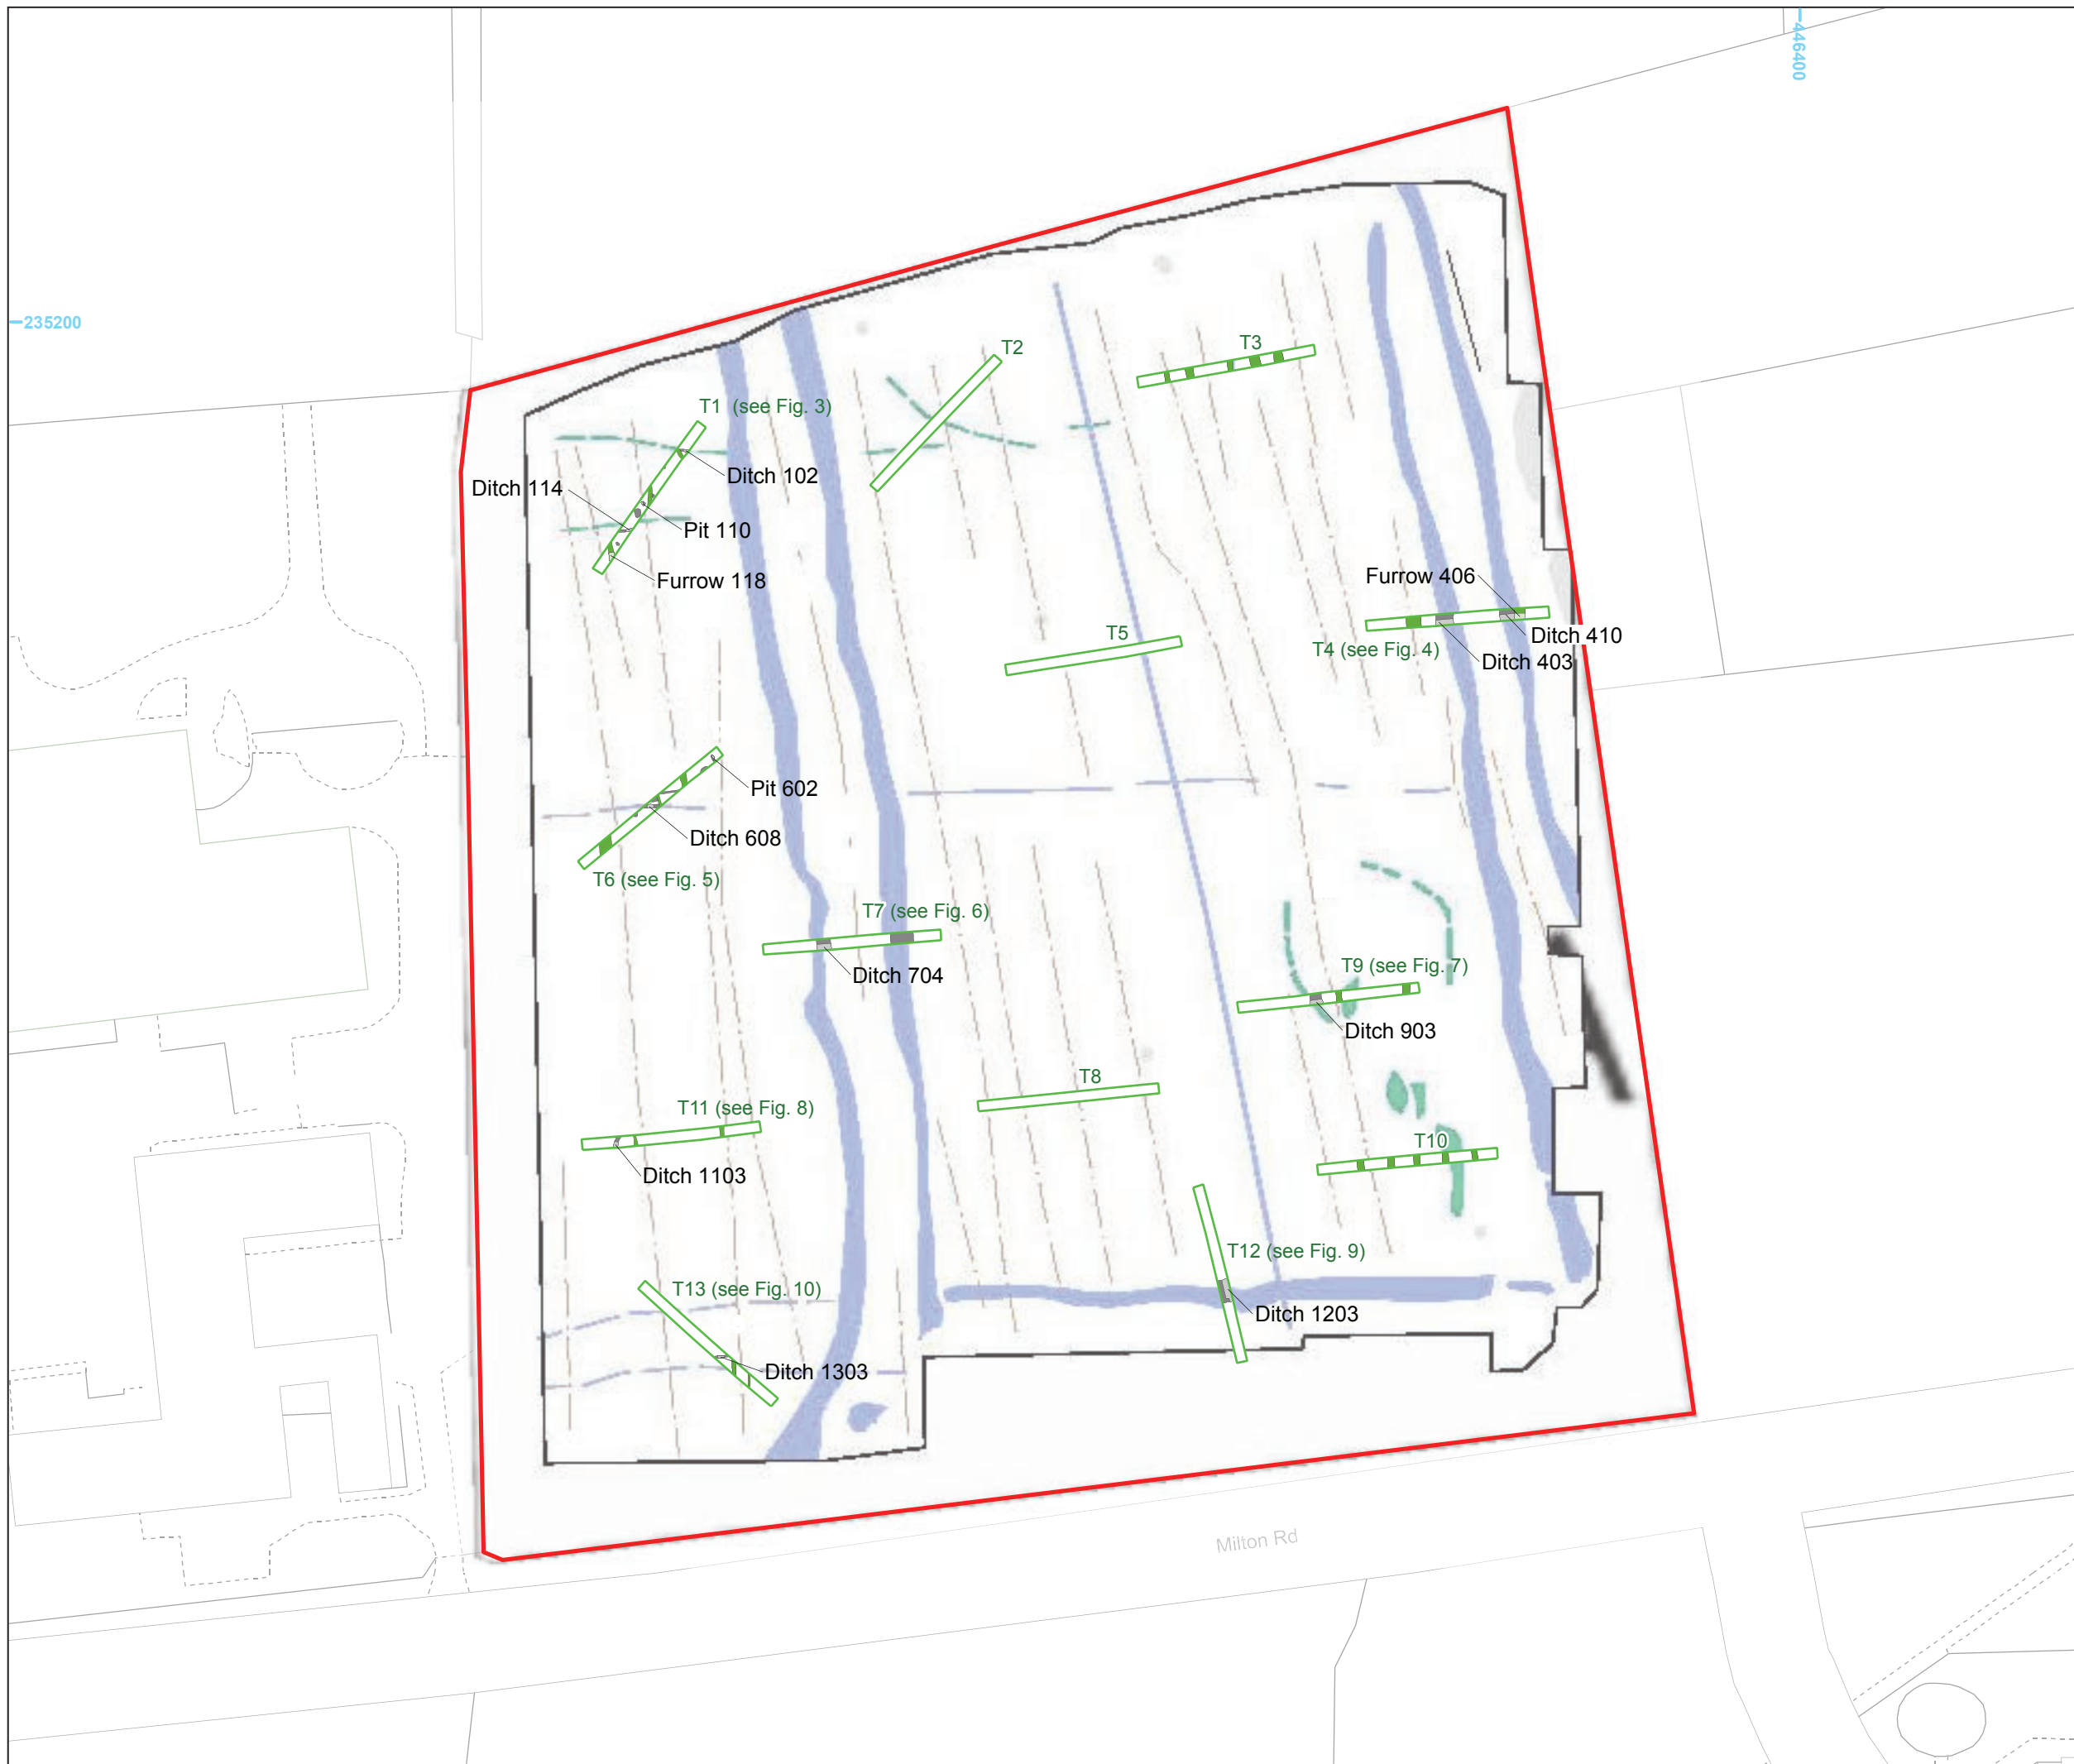 446400
235200
T2
T3
T1 (see Fig. 3)
Ditch 102
Ditch 114
Pit 110
Furrow 118
Furrow 406
T5
Ditch 410
T4 (see Fig. 4)
Ditch 403
Pit 602
Ditch 608
T6 (see Fig. 5)
T7 (see Fig. 6)
Ditch 704
T9 (see Fig. 7)
Ditch 903
T8
T11 (see Fig. 8)
T10
Ditch 1103
T12 (see Fig. 9)
T13 (see Fig. 10)
Ditch 1203
Ditch 1303
Milton Rd